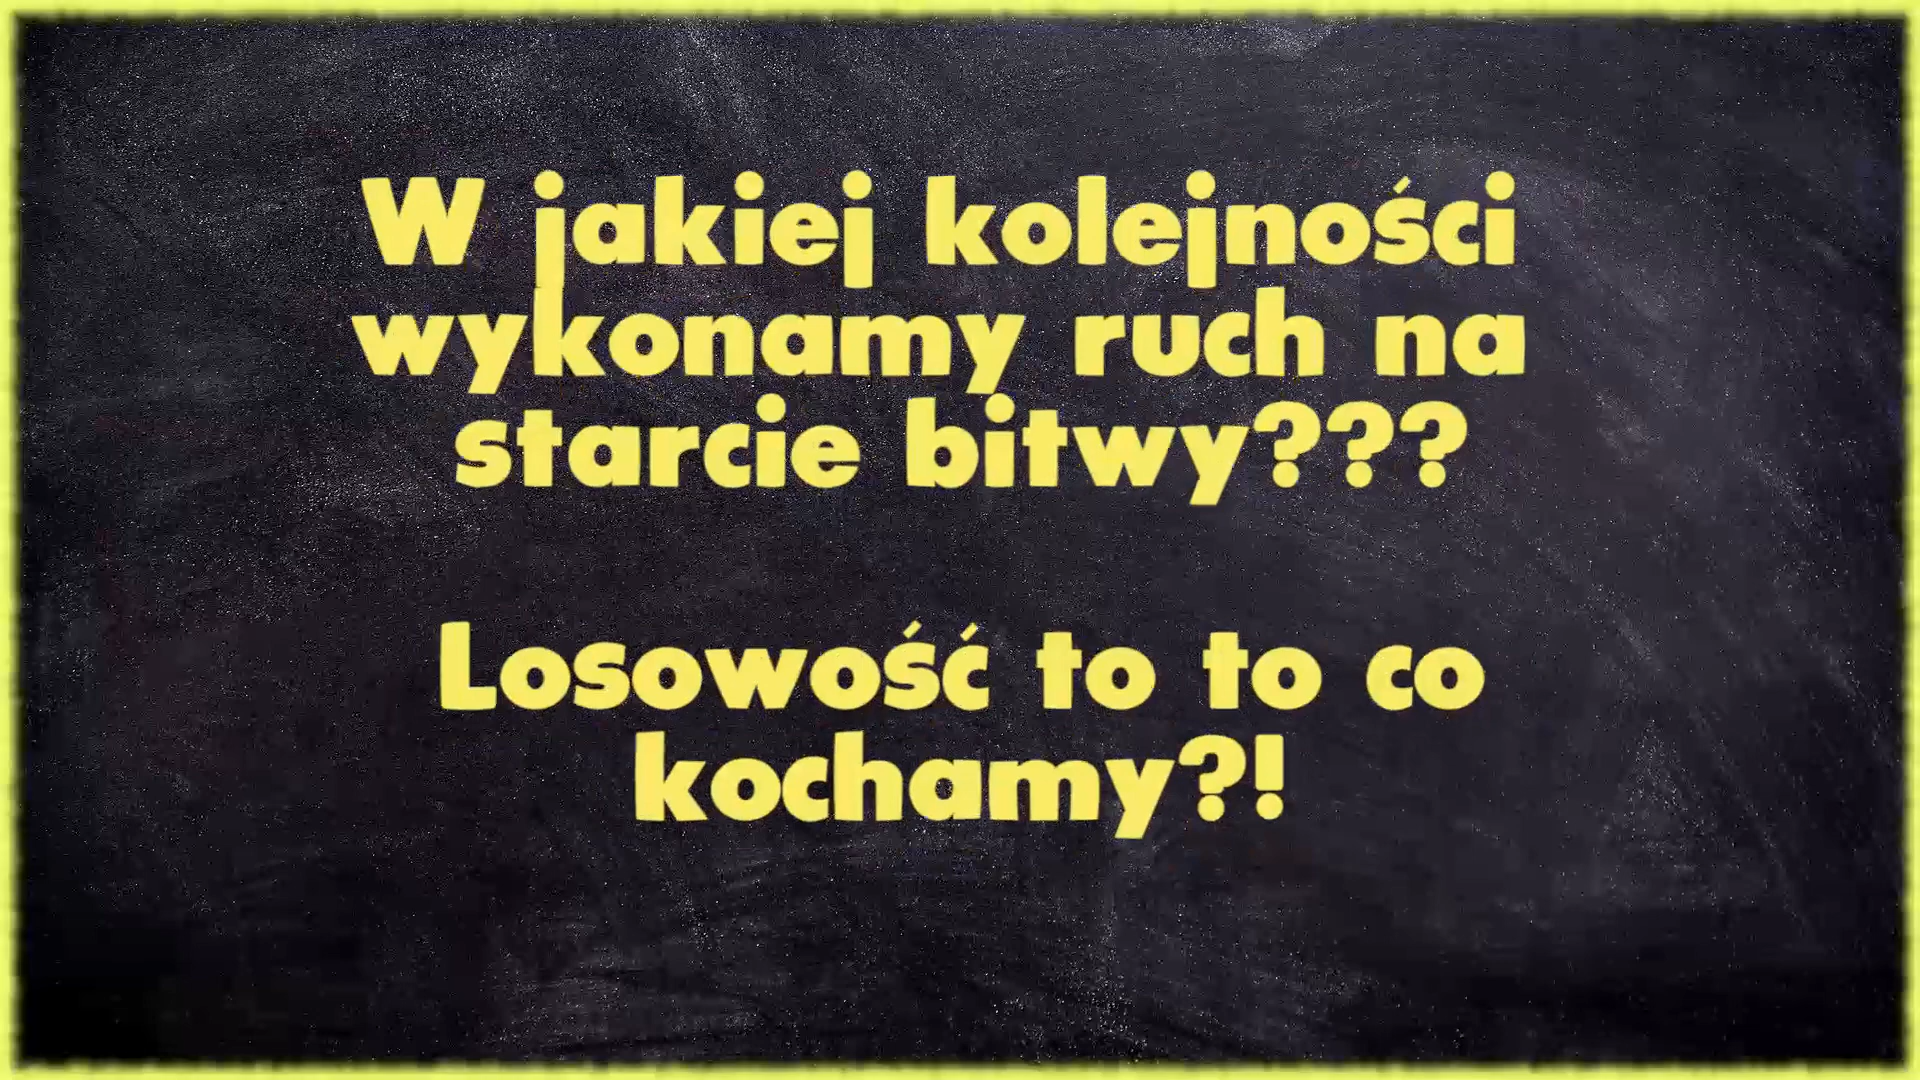 W jakiej kolejności
wykonamy ruch na
starcie bitwy???
Losowość to to co
kochamy?!